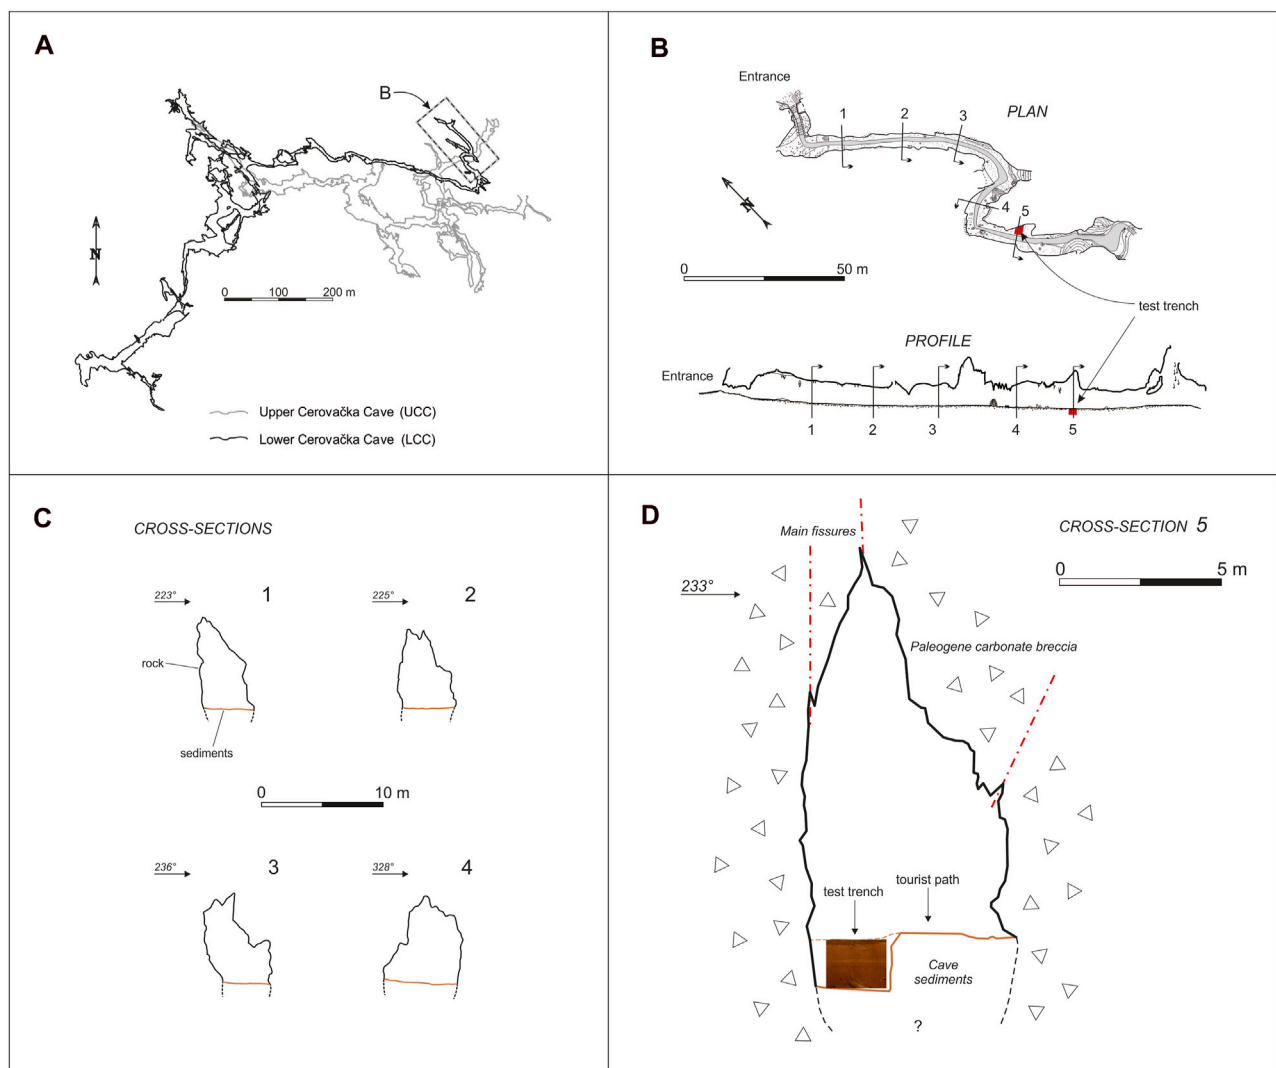 A
B
N
0 100 200 m
Upper Cerovačka Cave (UCC)
Lower Cerovačka Cave (LCC)
B
Entrance
1 2 3
PLAN
N
4
5
0 50 m
test trench
PROFILE
Entrance
1 2 3 4 5
C
CROSS-SECTIONS
223° 1
225° 2
rock
sediments
0 10 m
236° 3
328° 4
D
Main fissures
CROSS-SECTION 5
0 5 m
233°
Paleogene carbonate breccia
test trench
tourist path
Cave
sediments
?